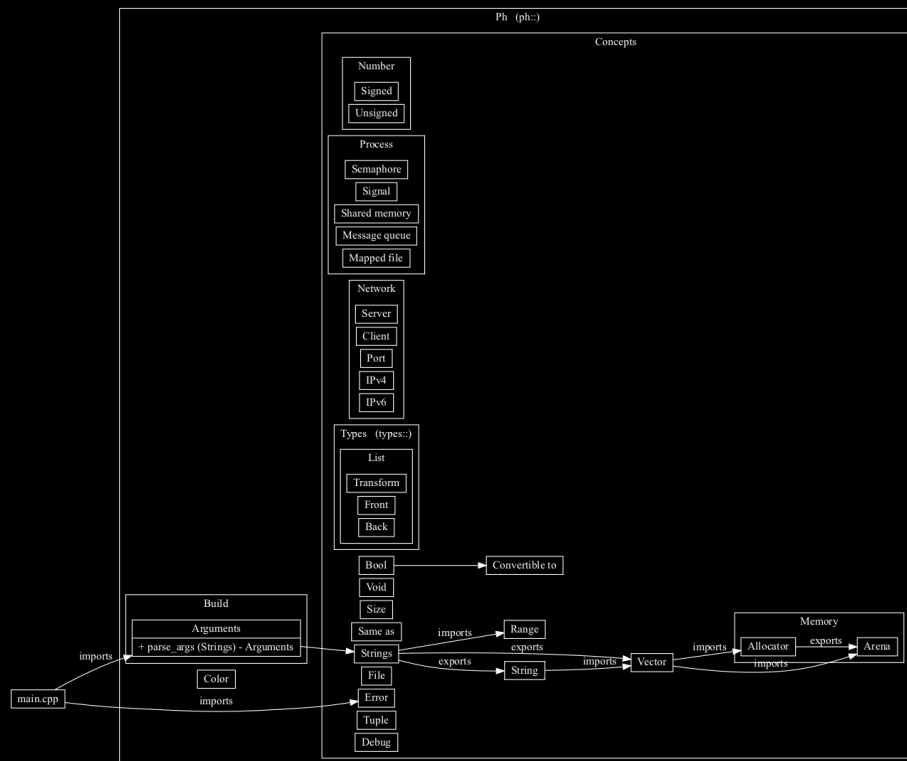 Ph (ph::)
Concepts
Number
Signed
Unsigned
Process
Semaphore
Signal
Shared memory
Message queue
Mapped file
Network
Server
Client
Port
IPv4
IPv6
Types (types::)
List
Transform
Front
Back
Bool
Convertible to
Void
Size
Same as
Build
Arguments
+ parse_args (Strings) - Arguments
Strings
imports
Range
exports
exports
String
imports
Vector
imports
imports
Memory
Allocator
exports
Arena
File
Color
Error
Tuple
Debug
main.cpp
imports
imports